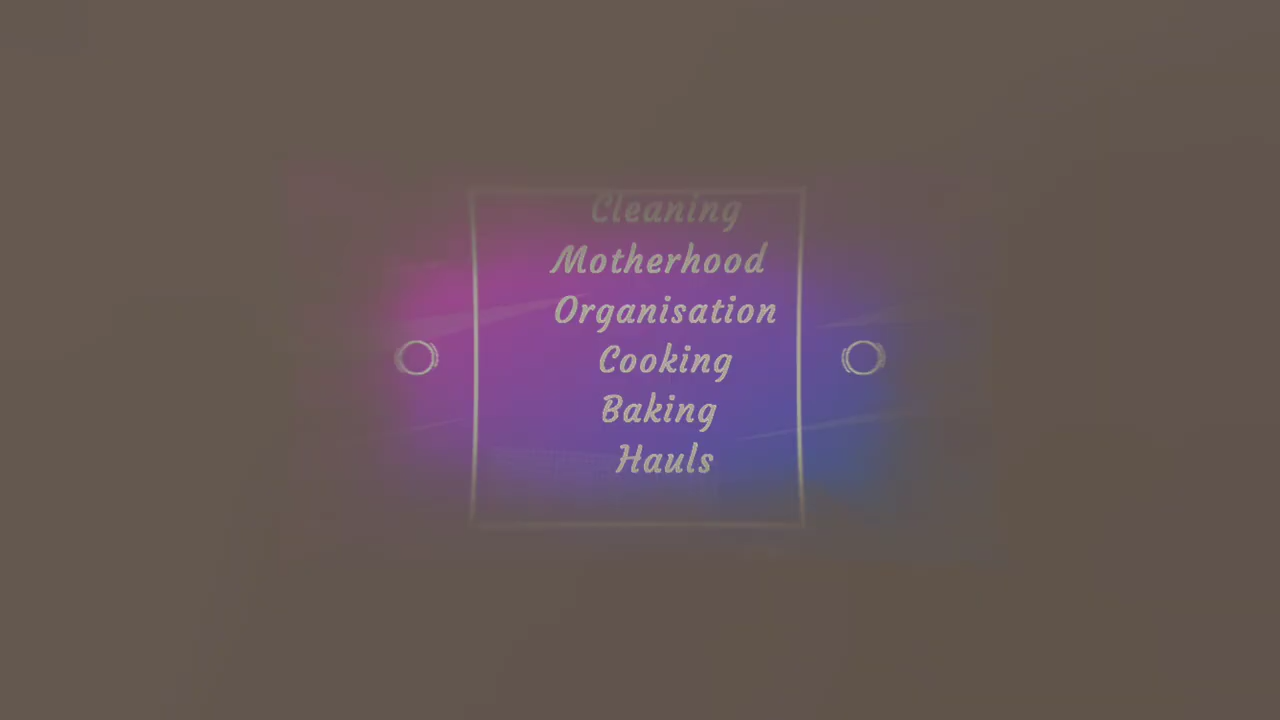 Cleaning
Motherhood
Organisation
Cooking
Baking
Hauls